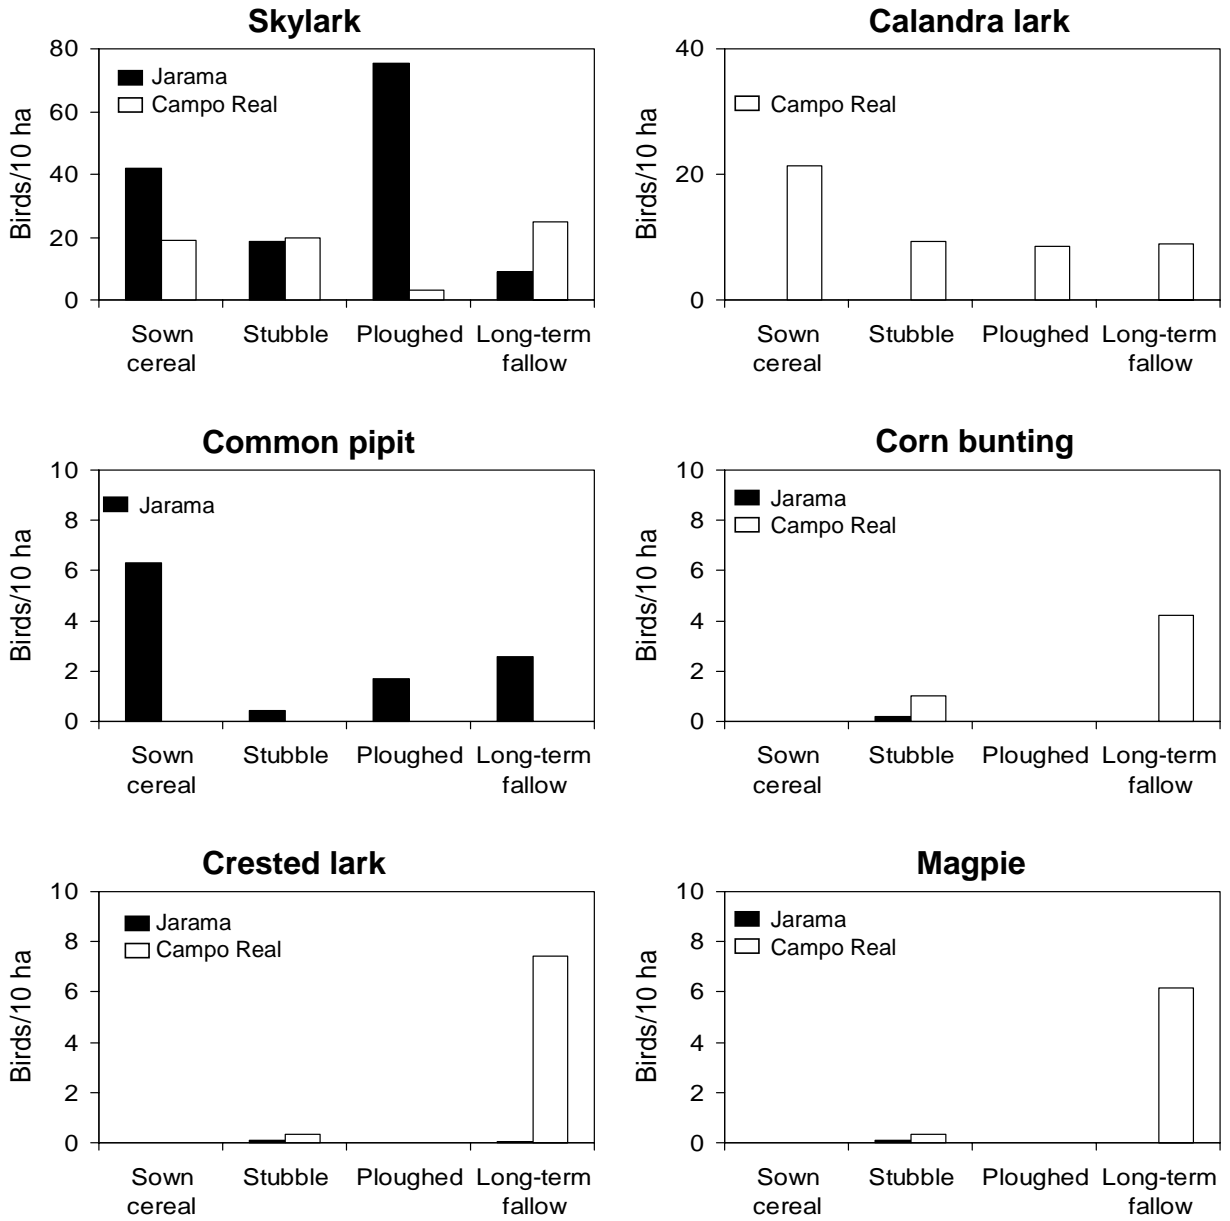 Skylark
Birds/10 ha
80
60
40
20
0
Jarama
Campo Real
Sown
cereal
Stubble
Ploughed
Long-term
fallow
Calandra lark
Birds/10 ha
40
20
0
Campo Real
Sown
cereal
Stubble
Ploughed
Long-term
fallow
Common pipit
Birds/10 ha
10
8
6
4
2
0
Jarama
Sown
cereal
Stubble
Ploughed
Long-term
fallow
Corn bunting
Birds/10 ha
10
8
6
4
2
0
Jarama
Campo Real
Sown
cereal
Stubble
Ploughed
Long-term
fallow
Crested lark
Birds/10 ha
10
8
6
4
2
0
Jarama
Campo Real
Sown
cereal
Stubble
Ploughed
Long-term
fallow
Magpie
Birds/10 ha
10
8
6
4
2
0
Jarama
Campo Real
Sown
cereal
Stubble
Ploughed
Long-term
fallow